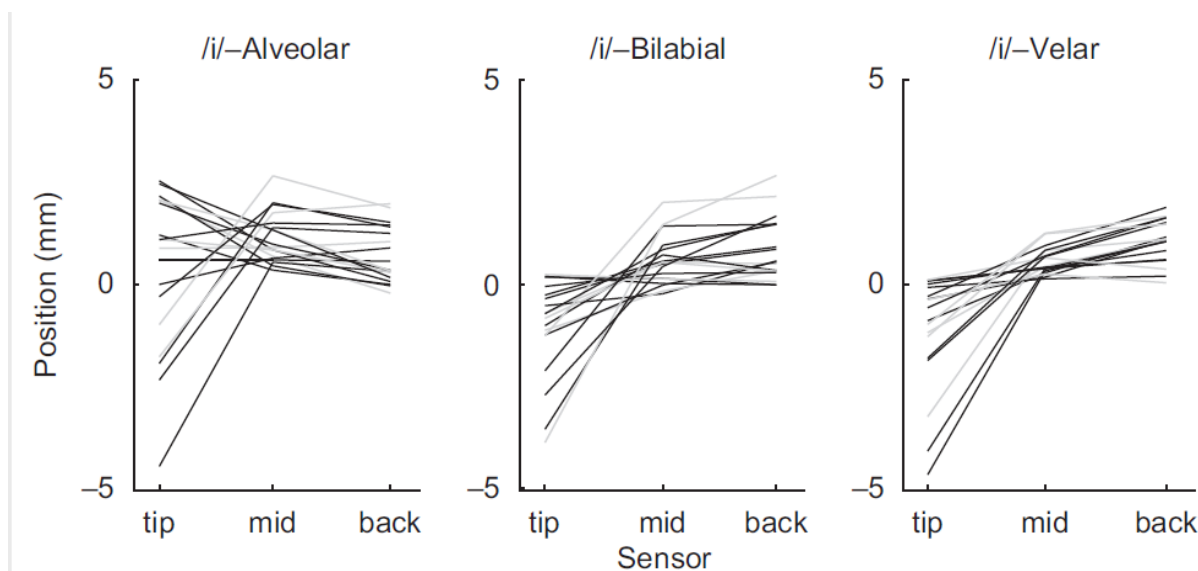 /i/–Alveolar
/i/–Bilabial
/i/–Velar
5
5
5
Position (mm)
0
0
0
–5
–5
–5
tip mid back
tip mid back
tip mid back
Sensor